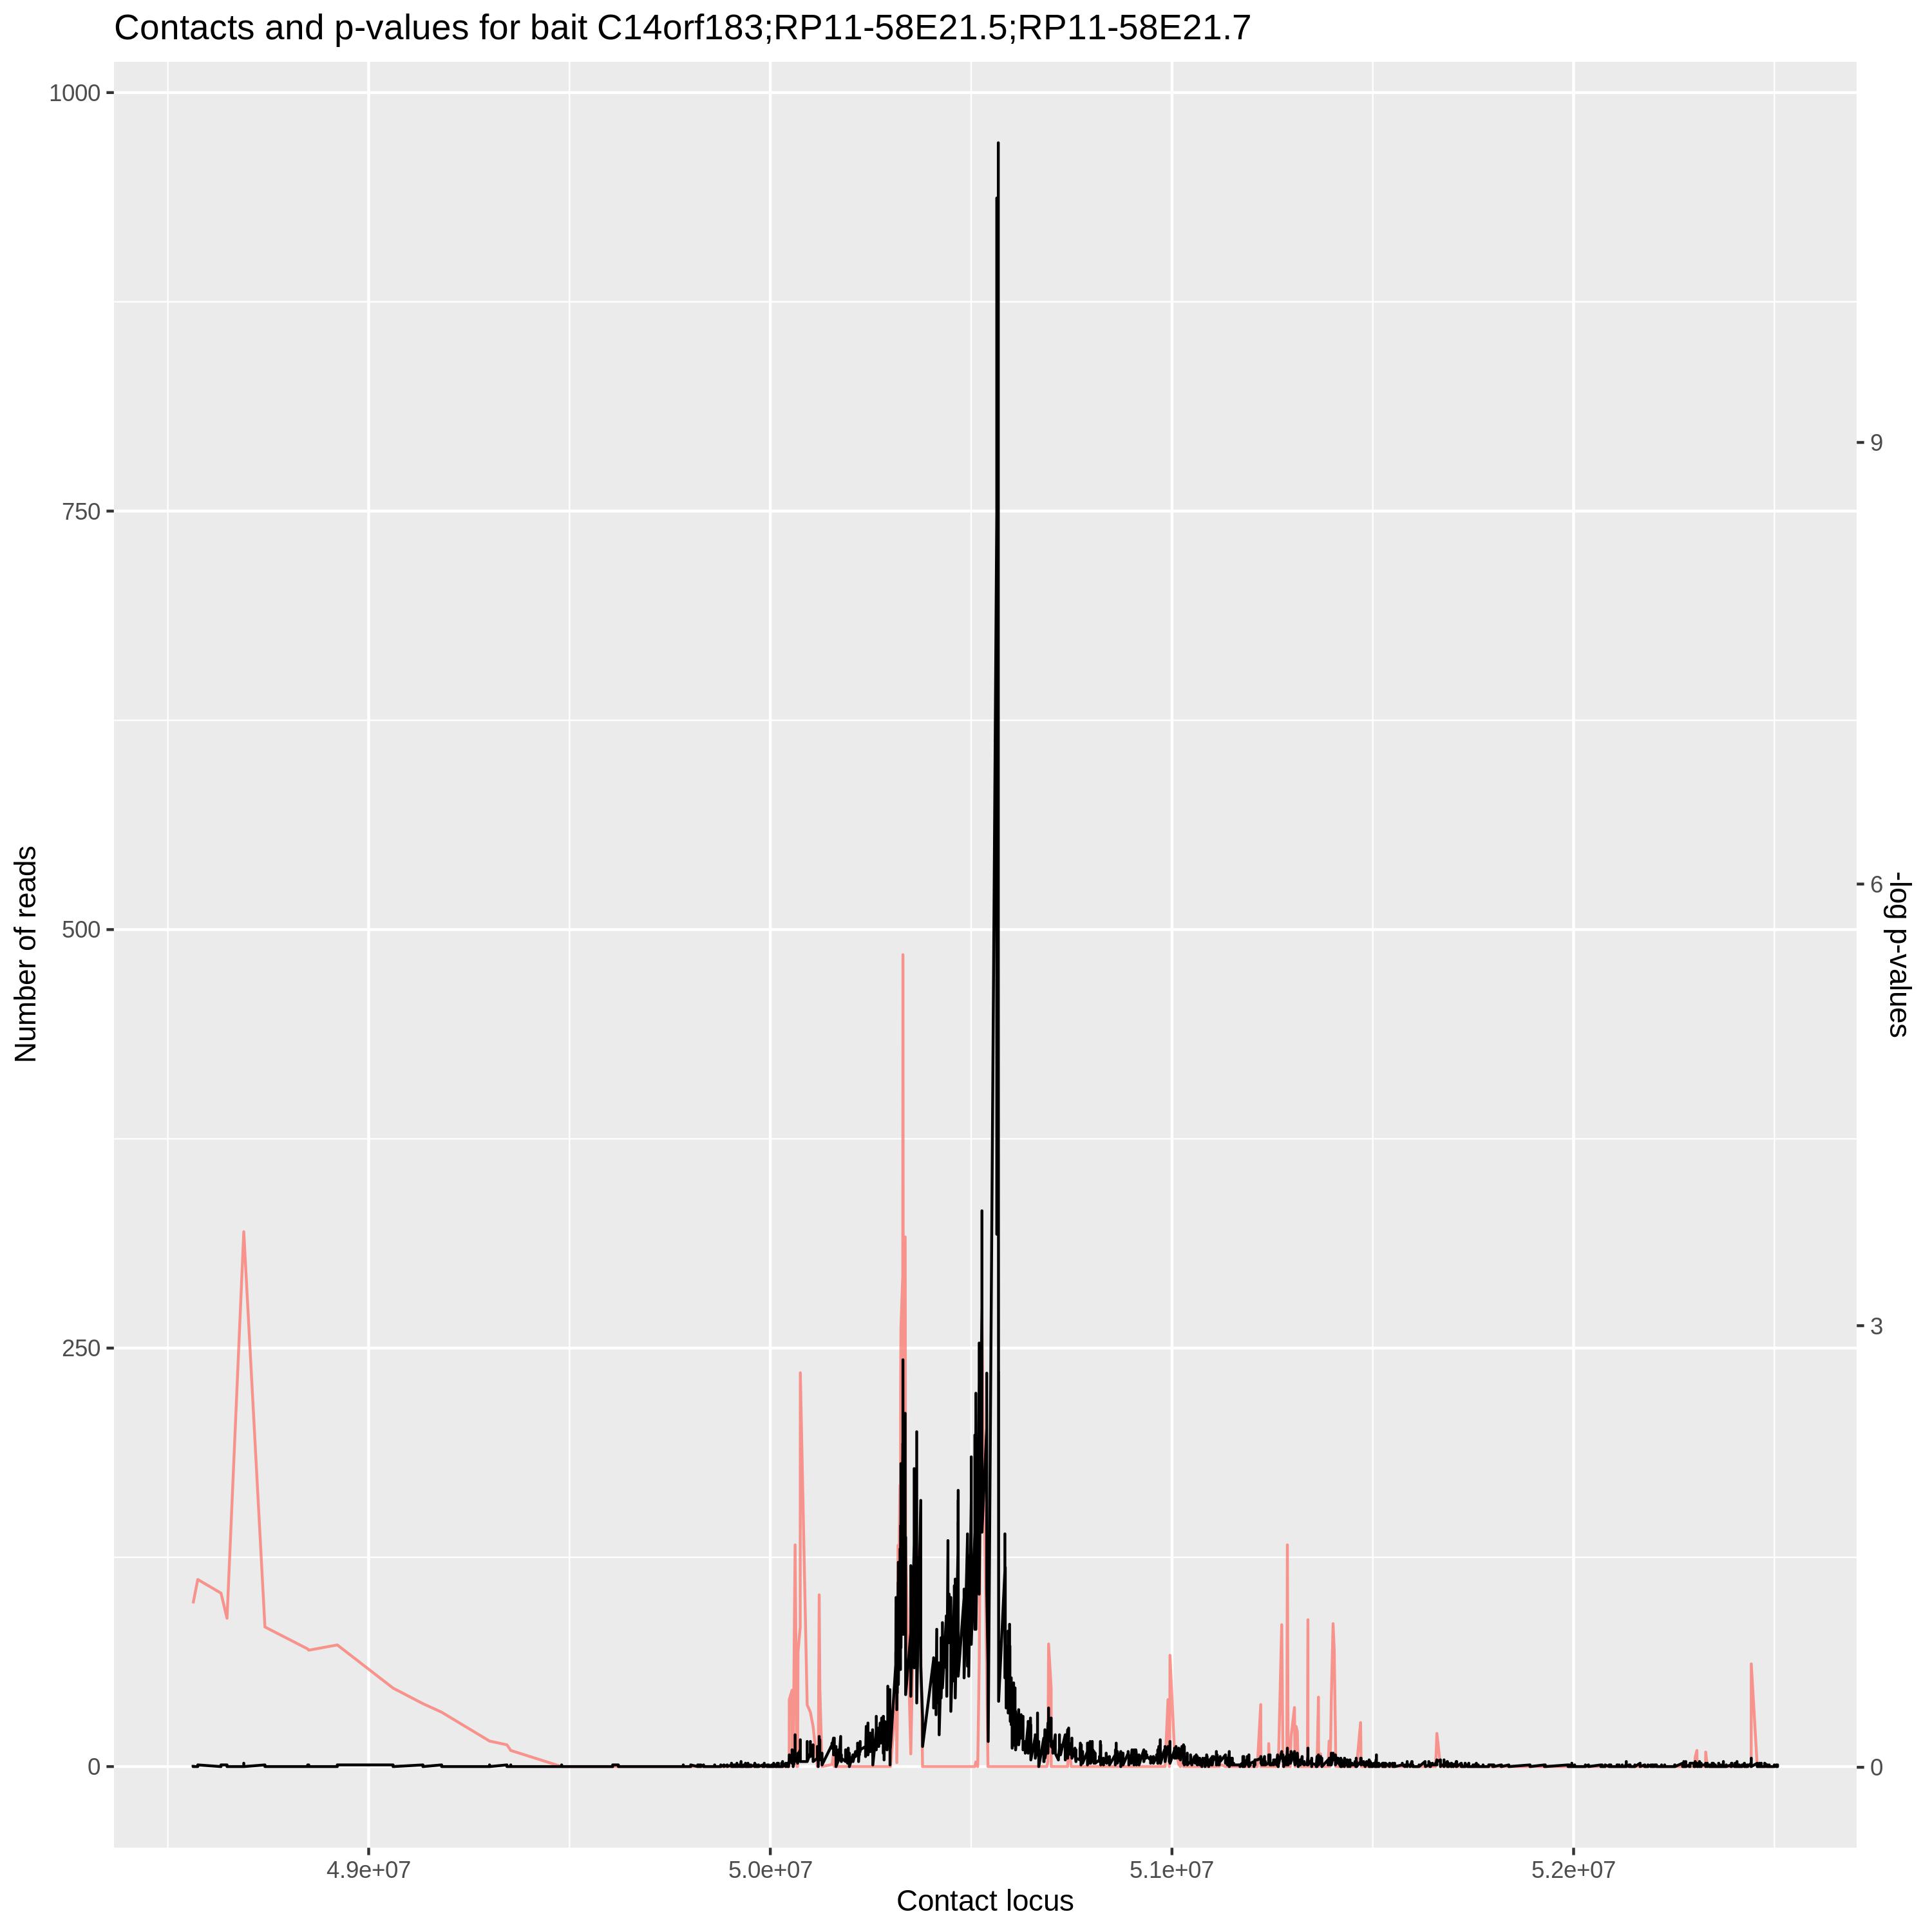 Contacts and p-values for bait C14orf183;RP11-58E21.5;RP11-58E21.7
1000
750
500
250
0
Number of reads
9
6
3
0
-log p-values
4.9e+07
5.0e+07
5.1e+07
5.2e+07
Contact locus